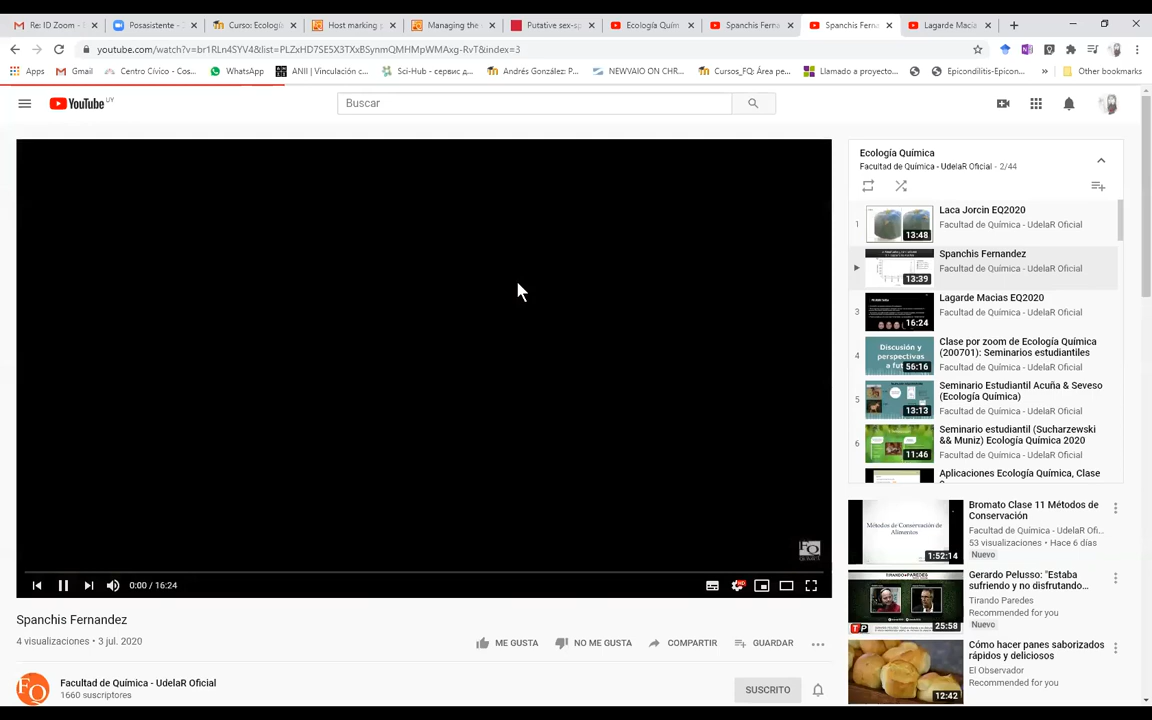 Re: ID Zoom -
Posasistente -
Curso: Ecología
Host marking p
Managing the s
Putative sex-sp
Ecología Quím
Spanchis Ferna
Spanchis Ferna
Lagarde Macia
youtube.com/watch?v=br1RLn4SYV4&list=PLZxHD7SE5X3TXxBSynmQMHMpWMAxg-RvT&index=3
Apps
Gmail
Centro Cívico - Cos...
WhatsApp
ANII | Vinculación c...
Sci-Hub - сервис д...
Andrés González: P...
NEWVAIO ON CHR...
Cursos_FQ: Área pe...
Llamado a proyecto...
Epicondilitis-Epicon...
Other bookmarks
YouTube UY
Buscar
Ecología Química
Facultad de Química - UdelaR Oficial - 2/44
1
13:48
Laca Jorcin EQ2020
Facultad de Química - UdelaR Oficial
13:39
Spanchis Fernandez
Facultad de Química - UdelaR Oficial
3
16:24
Lagarde Macias EQ2020
Facultad de Química - UdelaR Oficial
4
Discusión y
perspectivas
a fut
56:16
Clase por zoom de Ecología Química
(200701): Seminarios estudiantiles
Facultad de Química - UdelaR Oficial
5
13:13
Seminario Estudiantil Acuña & Seveso
(Ecología Química)
Facultad de Química - UdelaR Oficial
6
11:46
Seminario estudiantil (Sucharzewski
&& Muniz) Ecología Química 2020
Facultad de Química - UdelaR Oficial
Aplicaciones Ecología Química, Clase
FQ
QUÍMICA
0:00 / 16:24
HD
Spanchis Fernandez
4 visualizaciones • 3 jul. 2020
ME GUSTA
NO ME GUSTA
COMPARTIR
GUARDAR
FQ
Facultad de Química - UdelaR Oficial
1660 suscriptores
SUSCRITO
Métodos de Conservación de
Alimentos
1:52:14
Bromato Clase 11 Métodos de
Conservación
Facultad de Química - UdelaR Ofi...
53 visualizaciones • Hace 6 días
Nuevo
TIRANDO PAREDES
TP
25:58
Gerardo Pelusso: "Estaba
sufriendo y no disfrutando...
Tirando Paredes
Recommended for you
Nuevo
12:42
Cómo hacer panes saborizados
rápidos y deliciosos
El Observador
Recommended for you